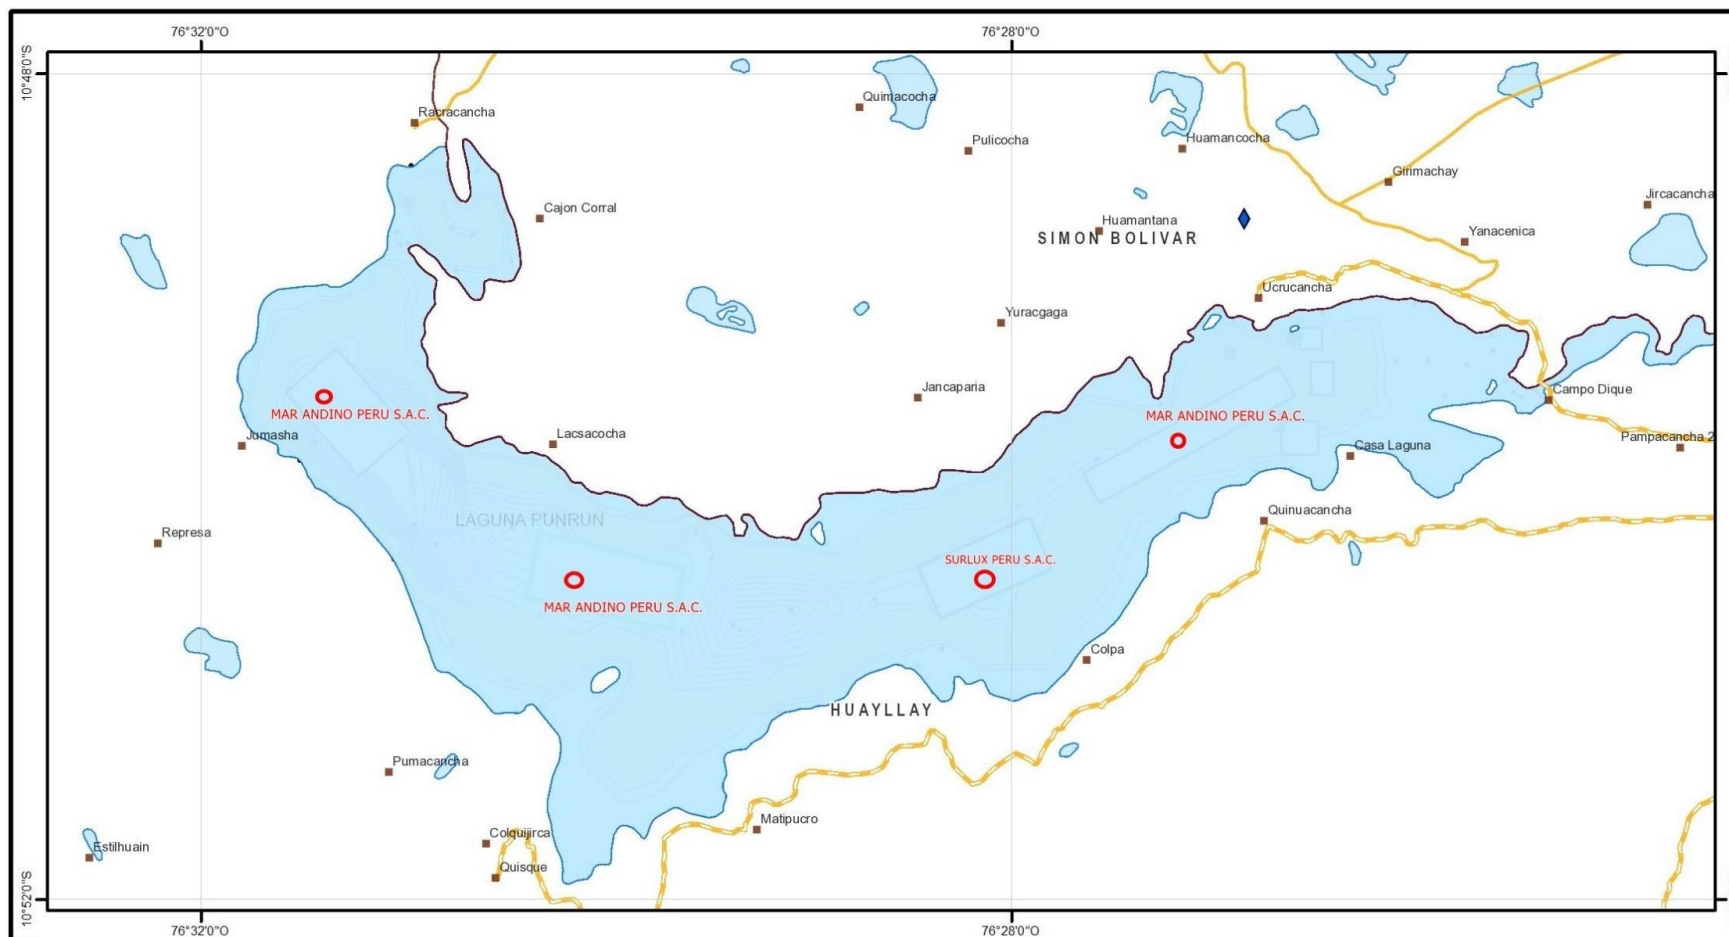 76°32'0"O
76°28'0"O
10°48'0"S
Racracancha
Quimacocha
Pulicocha
Huamancocha
Girimachay
Jircacancha
Cajon Corral
Huamantana
SIMON BOLIVAR
Yanacenica
Ucrucancha
Yuracgaga
Jancaparia
Campo Dique
MAR ANDINO PERU S.A.C.
MAR ANDINO PERU S.A.C.
Jumasha
Lacsacocha
Casa Laguna
Pampacancha 2
LAGUNA PUNRUN
Quinuacancha
Represa
SURLUX PERU S.A.C.
MAR ANDINO PERU S.A.C.
Colpa
HUAYLLAY
Pumacancha
Matipucro
Colquijirca
Estilhuain
Quisque
10°52'0"S
76°32'0"O
76°28'0"O